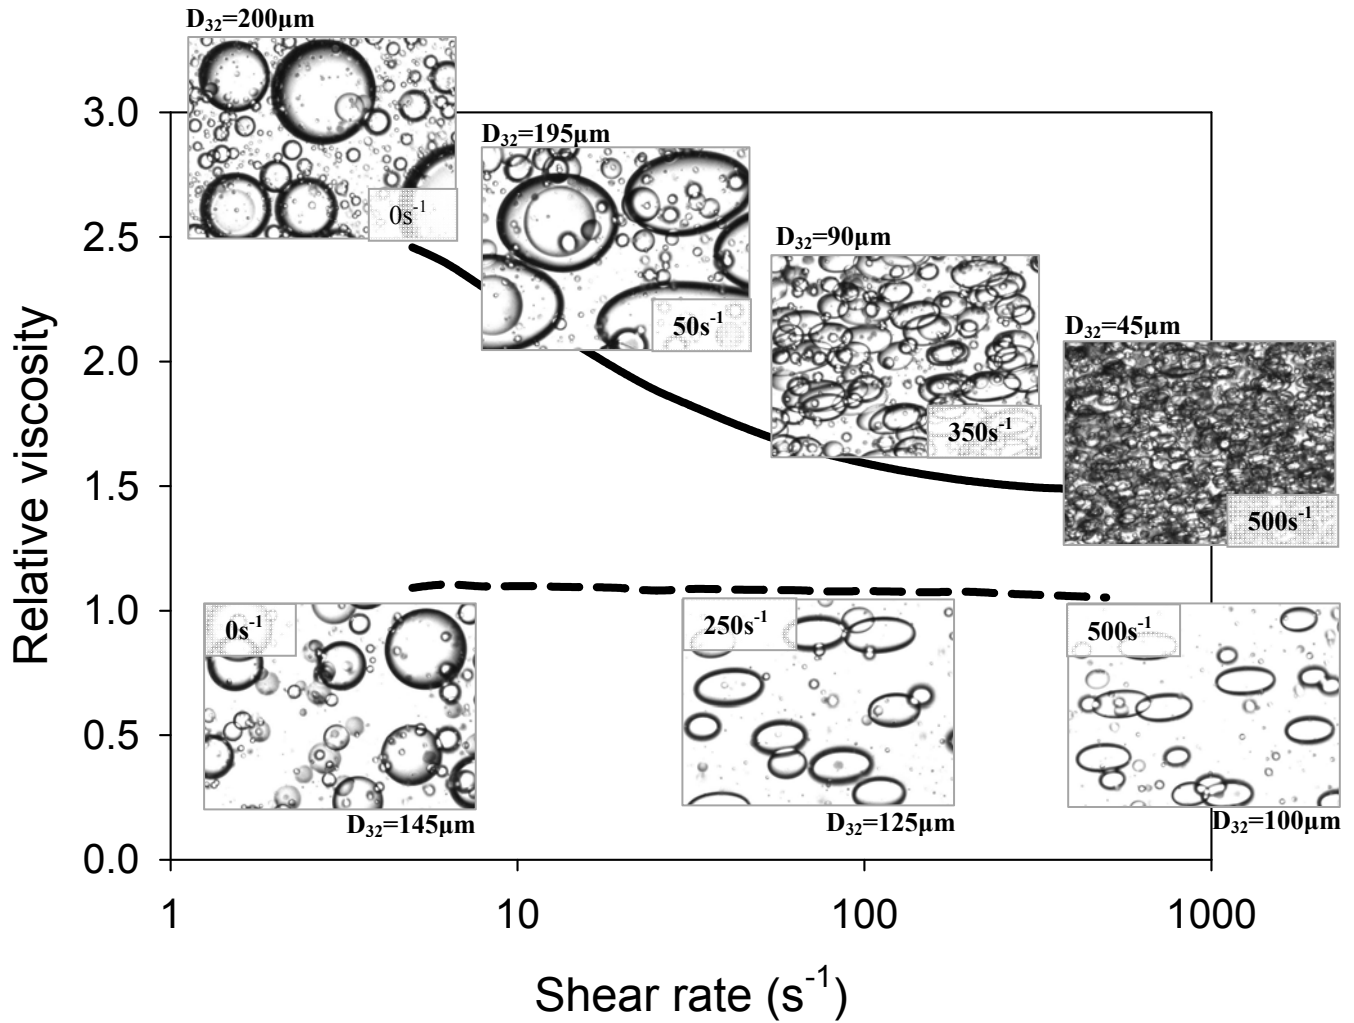 D₃₂=200µm
3.0
0s⁻¹
D₃₂=195µm
50s⁻¹
2.5
D₃₂=90µm
350s⁻¹
D₃₂=45µm
500s⁻¹
2.0
1.5
1.0
0.5
0.0
Relative viscosity
0s⁻¹
D₃₂=145µm
250s⁻¹
D₃₂=125µm
500s⁻¹
D₃₂=100µm
1
10
100
1000
Shear rate (s⁻¹)